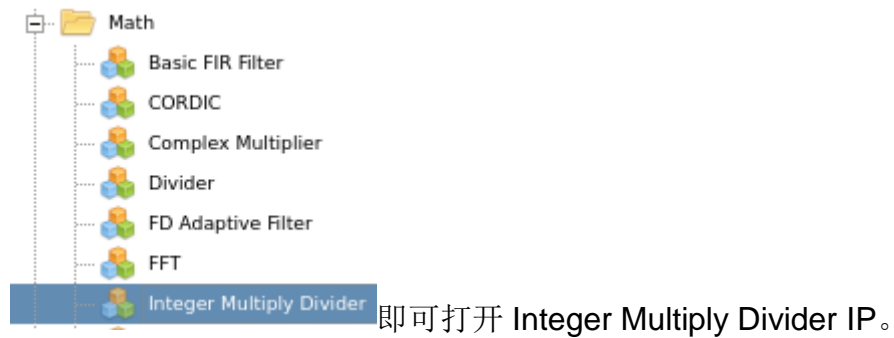 Math
Basic FIR Filter
CORDIC
Complex Multiplier
Divider
FD Adaptive Filter
FFT
Integer Multiply Divider 即可打开 Integer Multiply Divider IP。